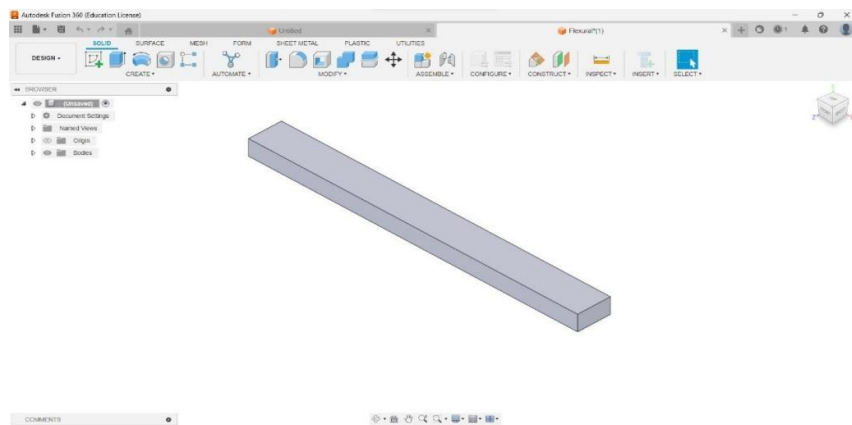 Autodesk Fusion 360 (Education License)
Untitled
Flexural*(1)
DESIGN
SOLID SURFACE MESH FORM SHEET METAL PLASTIC UTILITIES
CREATE AUTOMATE MODIFY ASSEMBLE CONFIGURE CONSTRUCT INSPECT INSERT SELECT
BROWSER
(Unsaved)
Document Settings
Named Views
Origin
Bodies
COMMENTS